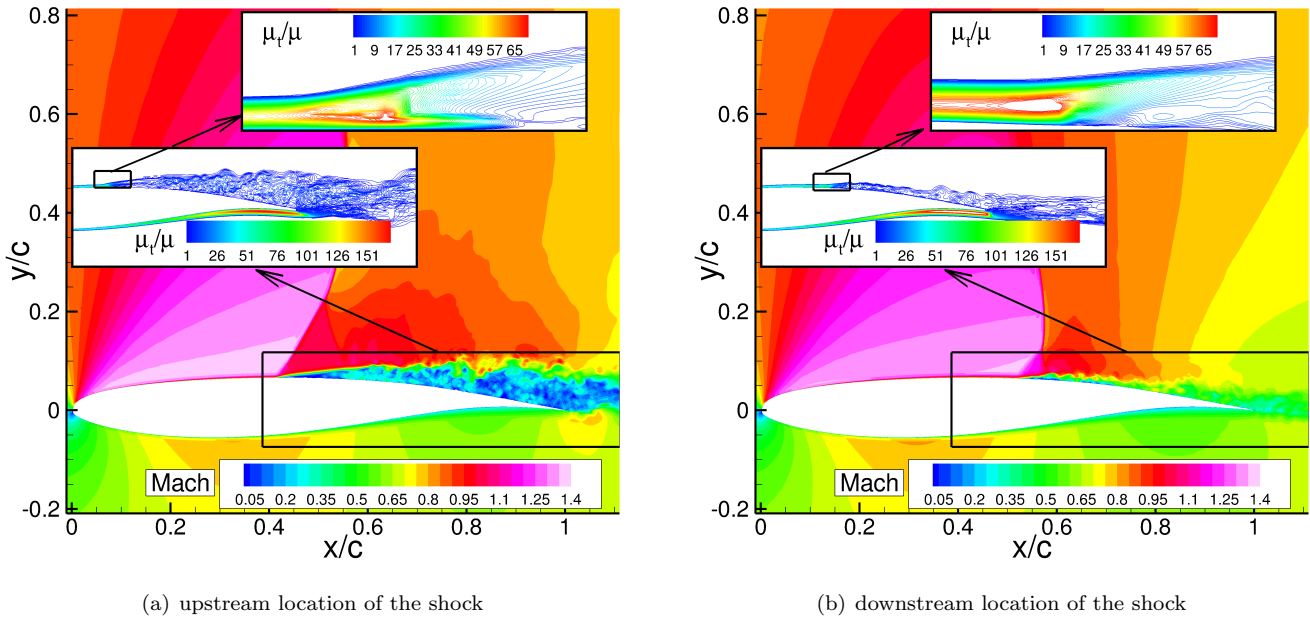 0.8
0.6
0.4
0.2
0
-0.2
y/c
μt/μ
1 9 17 25 33 41 49 57 65
μt/μ
1 26 51 76 101 126 151
Mach
0.05 0.2 0.35 0.5 0.65 0.8 0.95 1.1 1.25 1.4
0 0.2 0.4 0.6 0.8 1
x/c
(a) upstream location of the shock
0.8
0.6
0.4
0.2
0
-0.2
y/c
μt/μ
1 9 17 25 33 41 49 57 65
μt/μ
1 26 51 76 101 126 151
Mach
0.05 0.2 0.35 0.5 0.65 0.8 0.95 1.1 1.25 1.4
0 0.2 0.4 0.6 0.8 1
x/c
(b) downstream location of the shock